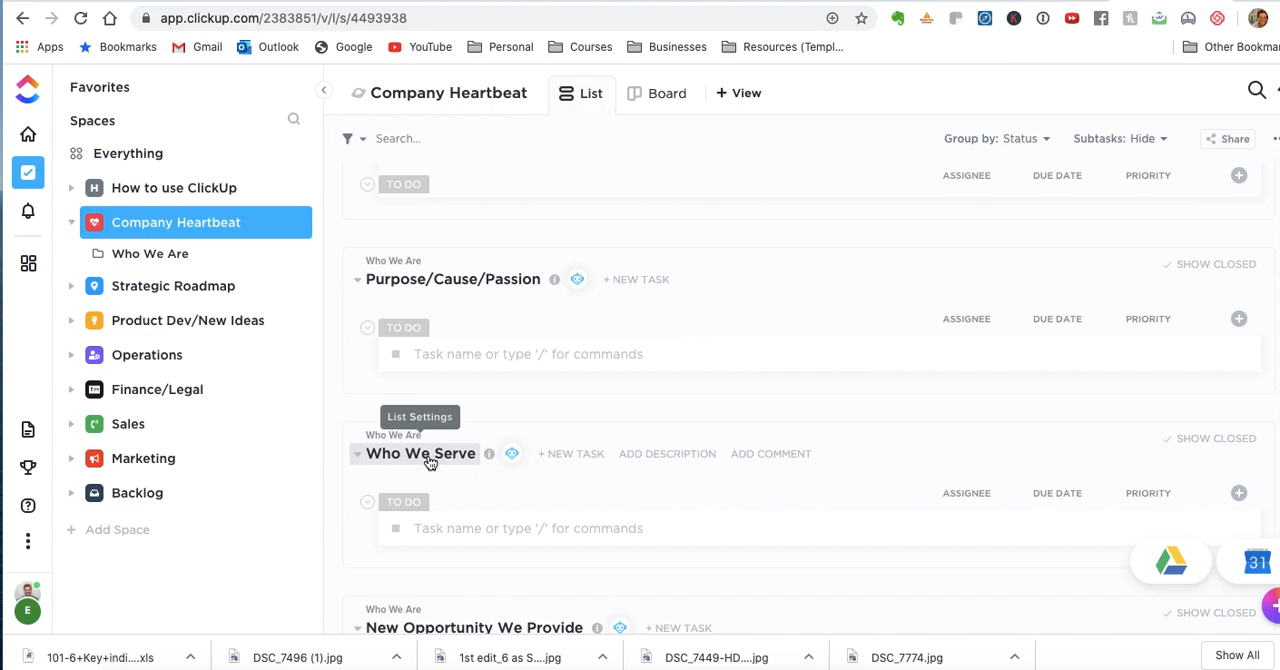 app.clickup.com/2383851/v/l/s/4493938
Apps Bookmarks Gmail Outlook Google YouTube Personal Courses Businesses Resources (Templ... Other Bookmar
Favorites
Spaces
Everything
H How to use ClickUp
Company Heartbeat
Who We Are
Strategic Roadmap
Product Dev/New Ideas
Operations
Finance/Legal
Sales
Marketing
Backlog
+ Add Space
E
Company Heartbeat List Board + View
Search... Group by: Status Subtasks: Hide Share
TO DO ASSIGNEE DUE DATE PRIORITY
Who We Are
Purpose/Cause/Passion + NEW TASK SHOW CLOSED
TO DO ASSIGNEE DUE DATE PRIORITY
Task name or type '/' for commands
List Settings
Who We Are
Who We Serve + NEW TASK ADD DESCRIPTION ADD COMMENT SHOW CLOSED
TO DO ASSIGNEE DUE DATE PRIORITY
Task name or type '/' for commands
31
Who We Are
New Opportunity We Provide + NEW TASK SHOW CLOSED
101-6+Key+indi....xls DSC_7496 (1).jpg 1st edit_6 as S....jpg DSC_7449-HD....jpg DSC_7774.jpg Show All